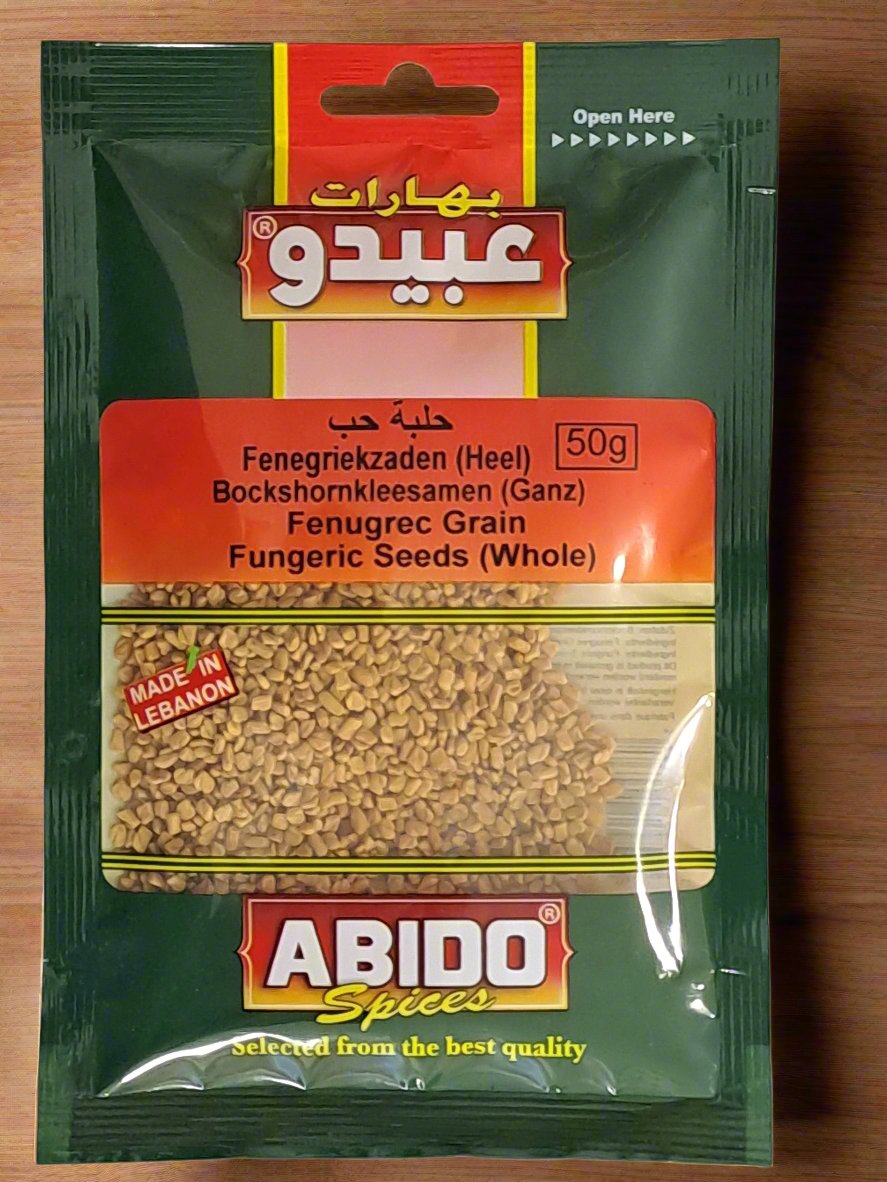 Open Here
بهارات
عبيدو®
حلبة حب
50g
Fenegriekzaden (Heel)
Bockshornkleesamen (Ganz)
Fenugrec Grain
Fungeric Seeds (Whole)
MADE IN
LEBANON
ABIDO®
Spices
Selected from the best quality